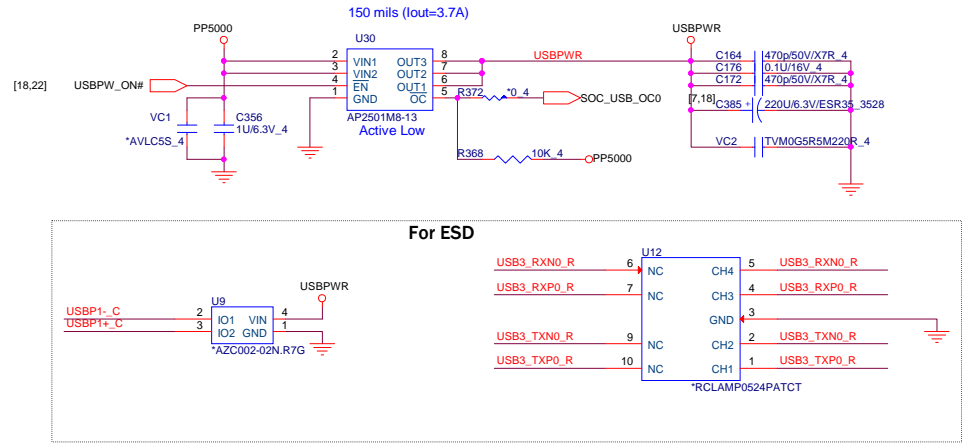 150 mils (Iout=3.7A)
PP5000
U30
USBPWR
2 VIN1 OUT3 8 USBPWR
3 VIN2 OUT2 7
[18,22] USBPW_ON# 4 EN OUT1 6
1 GND OC 5 R372 *0_4 SOC_USB_OC0 [7,18]
AP2501M8-13
Active Low
VC1
*AVLC5S_4
C356
1U/6.3V_4
R368 10K_4 PP5000
C164 470p/50V/X7R_4
C176 0.1U/16V_4
C172 470p/50V/X7R_4
C385 + 220U/6.3V/ESR35_3528
VC2 TVM0G5R5M220R_4
For ESD
U9
USBPWR
USBP1-_C 2 IO1 VIN 4
USBP1+_C 3 IO2 GND 1
*AZC002-02N.R7G
U12
USB3_RXN0_R 6 NC CH4 5 USB3_RXN0_R
USB3_RXP0_R 7 NC CH3 4 USB3_RXP0_R
GND 3
USB3_TXN0_R 9 NC CH2 2 USB3_TXN0_R
USB3_TXP0_R 10 NC CH1 1 USB3_TXP0_R
*RCLAMP0524PATCT